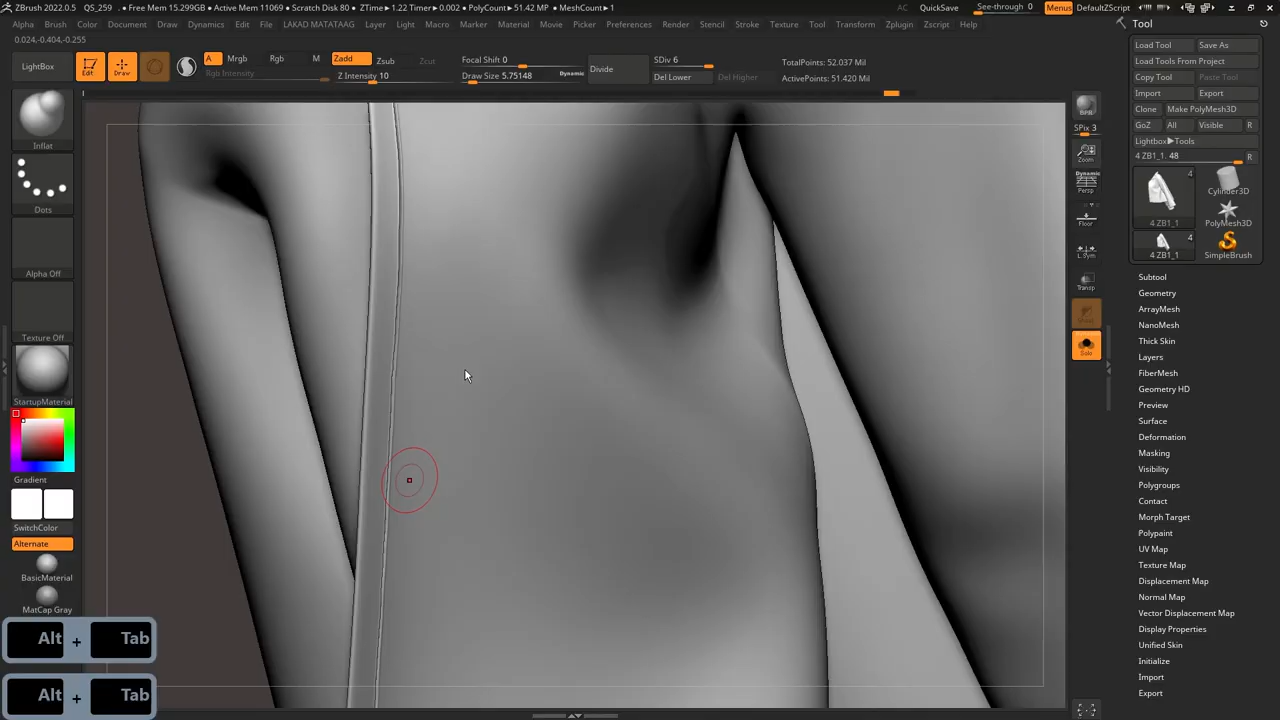 ZBrush 2022.0.5 QS_259 • Free Mem 15.299GB • Active Mem 11069 • Scratch Disk 80 • ZTime►1.22 Timer►0.002 • PolyCount►51.42 MP • MeshCount►1
AC QuickSave See-through 0 Menus DefaultZScript
Alpha Brush Color Document Draw Dynamics Edit File LAKAD MATATAAG Layer Light Macro Marker Material Movie Picker Preferences Render Stencil Stroke Texture Tool Transform Zplugin Zscript Help
Tool
0.024,-0.404,-0.255
LightBox
Edit
Draw
A Mrgb Rgb M
Rgb Intensity
Zadd Zsub Zcut
Z Intensity 10
Focal Shift 0
Draw Size 5.75148 Dynamic
Divide
SDiv 6
Del Lower Del Higher
TotalPoints: 52.037 Mil
ActivePoints: 51.420 Mil
Load Tool Save As
Load Tools From Project
Copy Tool Paste Tool
Import Export
Clone Make PolyMesh3D
GoZ All Visible R
Lightbox►Tools
4 ZB1_1. 48 R
4
4 ZB1_1
Cylinder3D
PolyMesh3D
4
4 ZB1_1
SimpleBrush
Inflat
Dots
Alpha Off
Texture Off
StartupMaterial
Gradient
SwitchColor
Alternate
BasicMaterial
MatCap Gray
SPix 3
Zoom
Dynamic
Persp
Floor
L.Sym
Transp
Solo
Subtool
Geometry
ArrayMesh
NanoMesh
Thick Skin
Layers
FiberMesh
Geometry HD
Preview
Surface
Deformation
Masking
Visibility
Polygroups
Contact
Morph Target
Polypaint
UV Map
Texture Map
Displacement Map
Normal Map
Vector Displacement Map
Display Properties
Unified Skin
Initialize
Import
Export
Alt + Tab
Alt + Tab